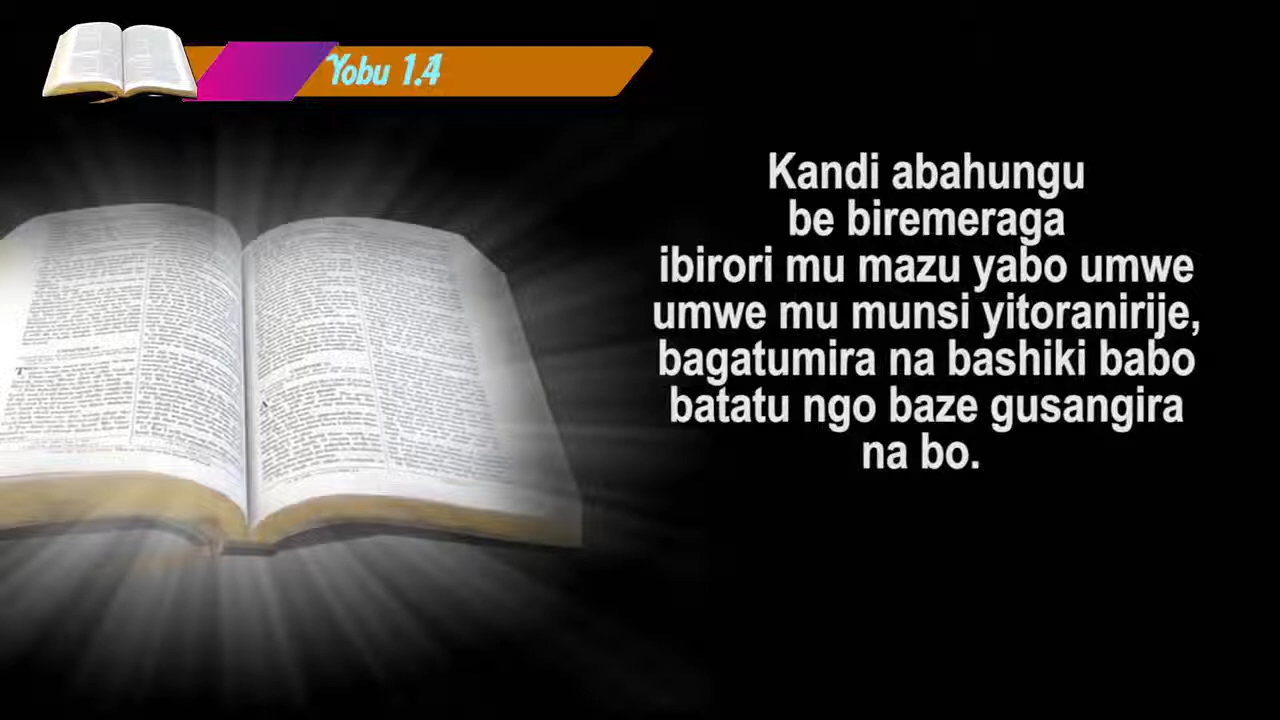 Yobu 1.4
Kandi abahungu
be biremeraga
ibirori mu mazu yabo umwe
umwe mu munsi yitoranirije,
bagatumira na bashiki babo
batatu ngo baze gusangira
na bo.